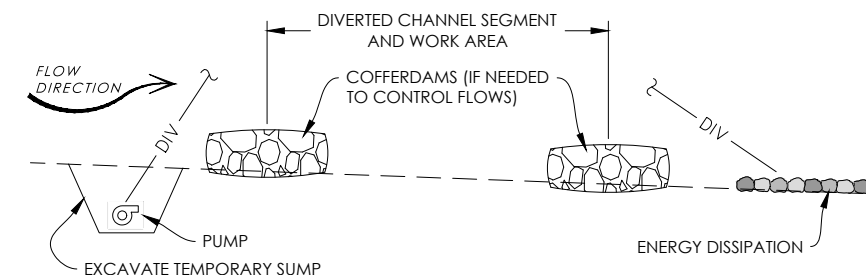 DIVERTED CHANNEL SEGMENT
AND WORK AREA
FLOW
DIRECTION
COFFERDAMS (IF NEEDED
TO CONTROL FLOWS)
DIV
DIV
PUMP
EXCAVATE TEMPORARY SUMP
ENERGY DISSIPATION